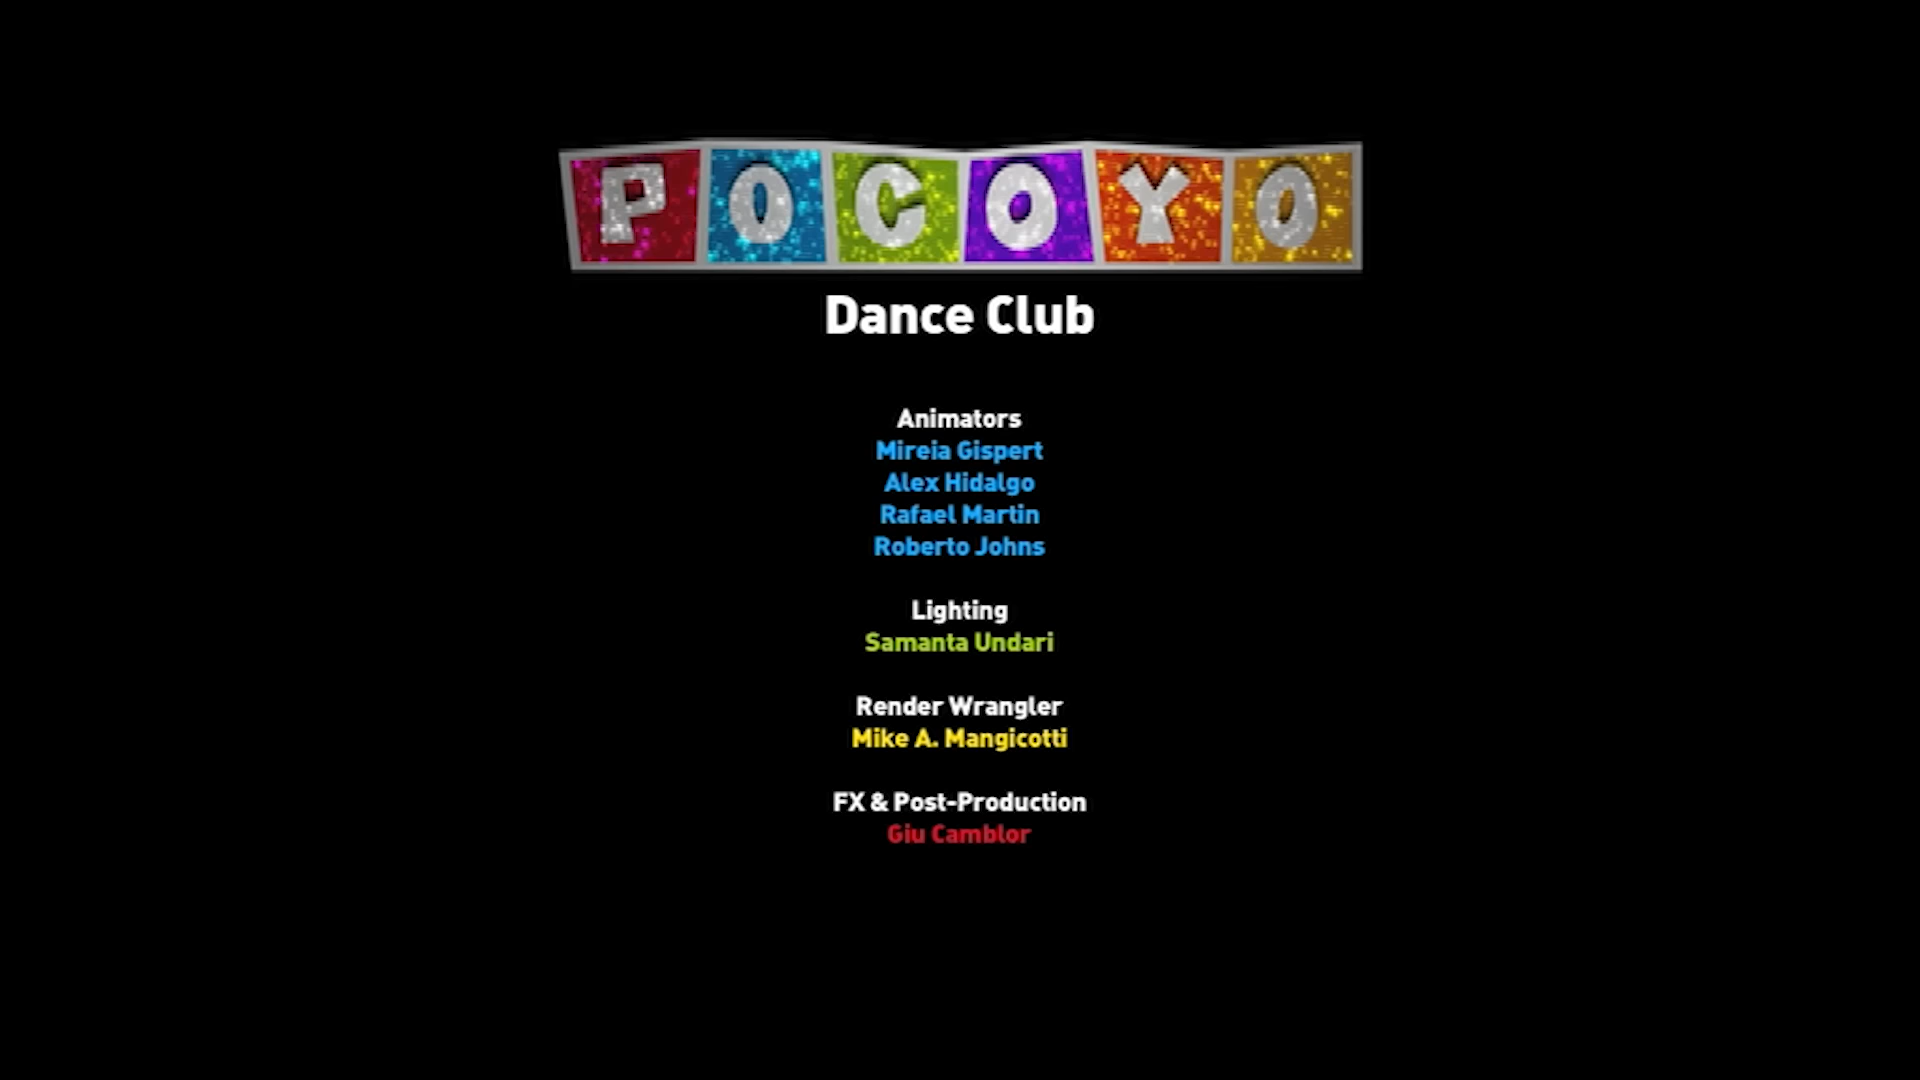 POCOYO
Dance Club
Animators
Mireia Gispert
Alex Hidalgo
Rafael Martin
Roberto Johns
Lighting
Samanta Undari
Render Wrangler
Mike A. Mangicotti
FX & Post-Production
Giu Camblor